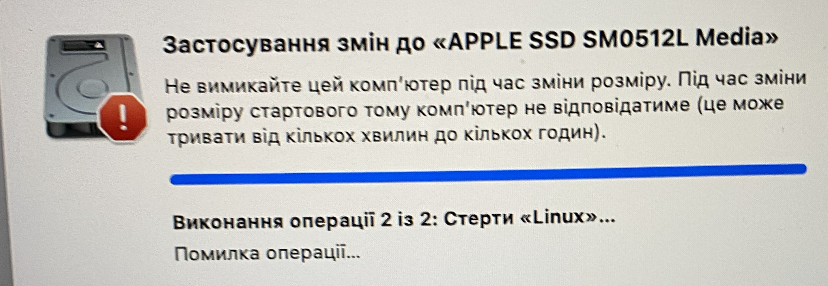 Застосування змін до «APPLE SSD SM0512L Media»
Не вимикайте цей комп'ютер під час зміни розміру. Під час зміни
розміру стартового тому комп'ютер не відповідатиме (це може
тривати від кількох хвилин до кількох годин).
Виконання операції 2 із 2: Стерти «Linux»...
Помилка операції...